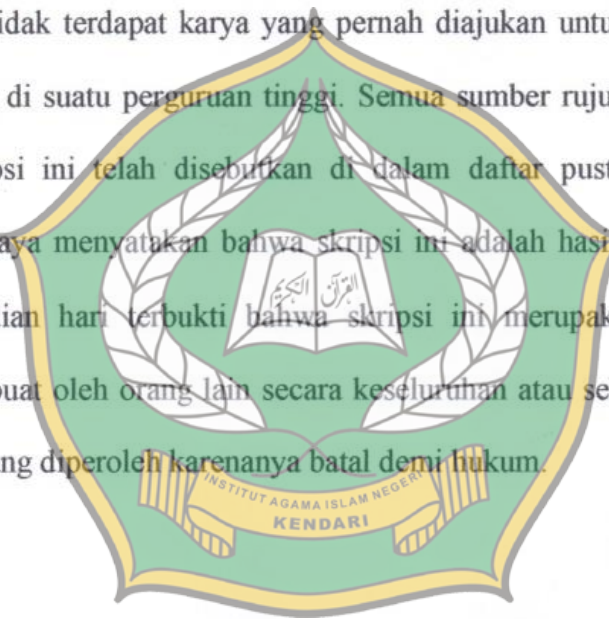 idak terdapat karya yang pernah diajukan untu
di suatu perguruan tinggi. Semua sumber ruju
psi ini telah disebutkan di dalam daftar pust
aya menyatakan bahwa skripsi ini adalah hasi
القرآن الكريم
ian hari terbukti bahwa skripsi ini merupak
buat oleh orang lain secara keseluruhan atau se
ng diperoleh karenanya batal demi hukum.
INSTITUT AGAMA ISLAM NEGERI
KENDARI